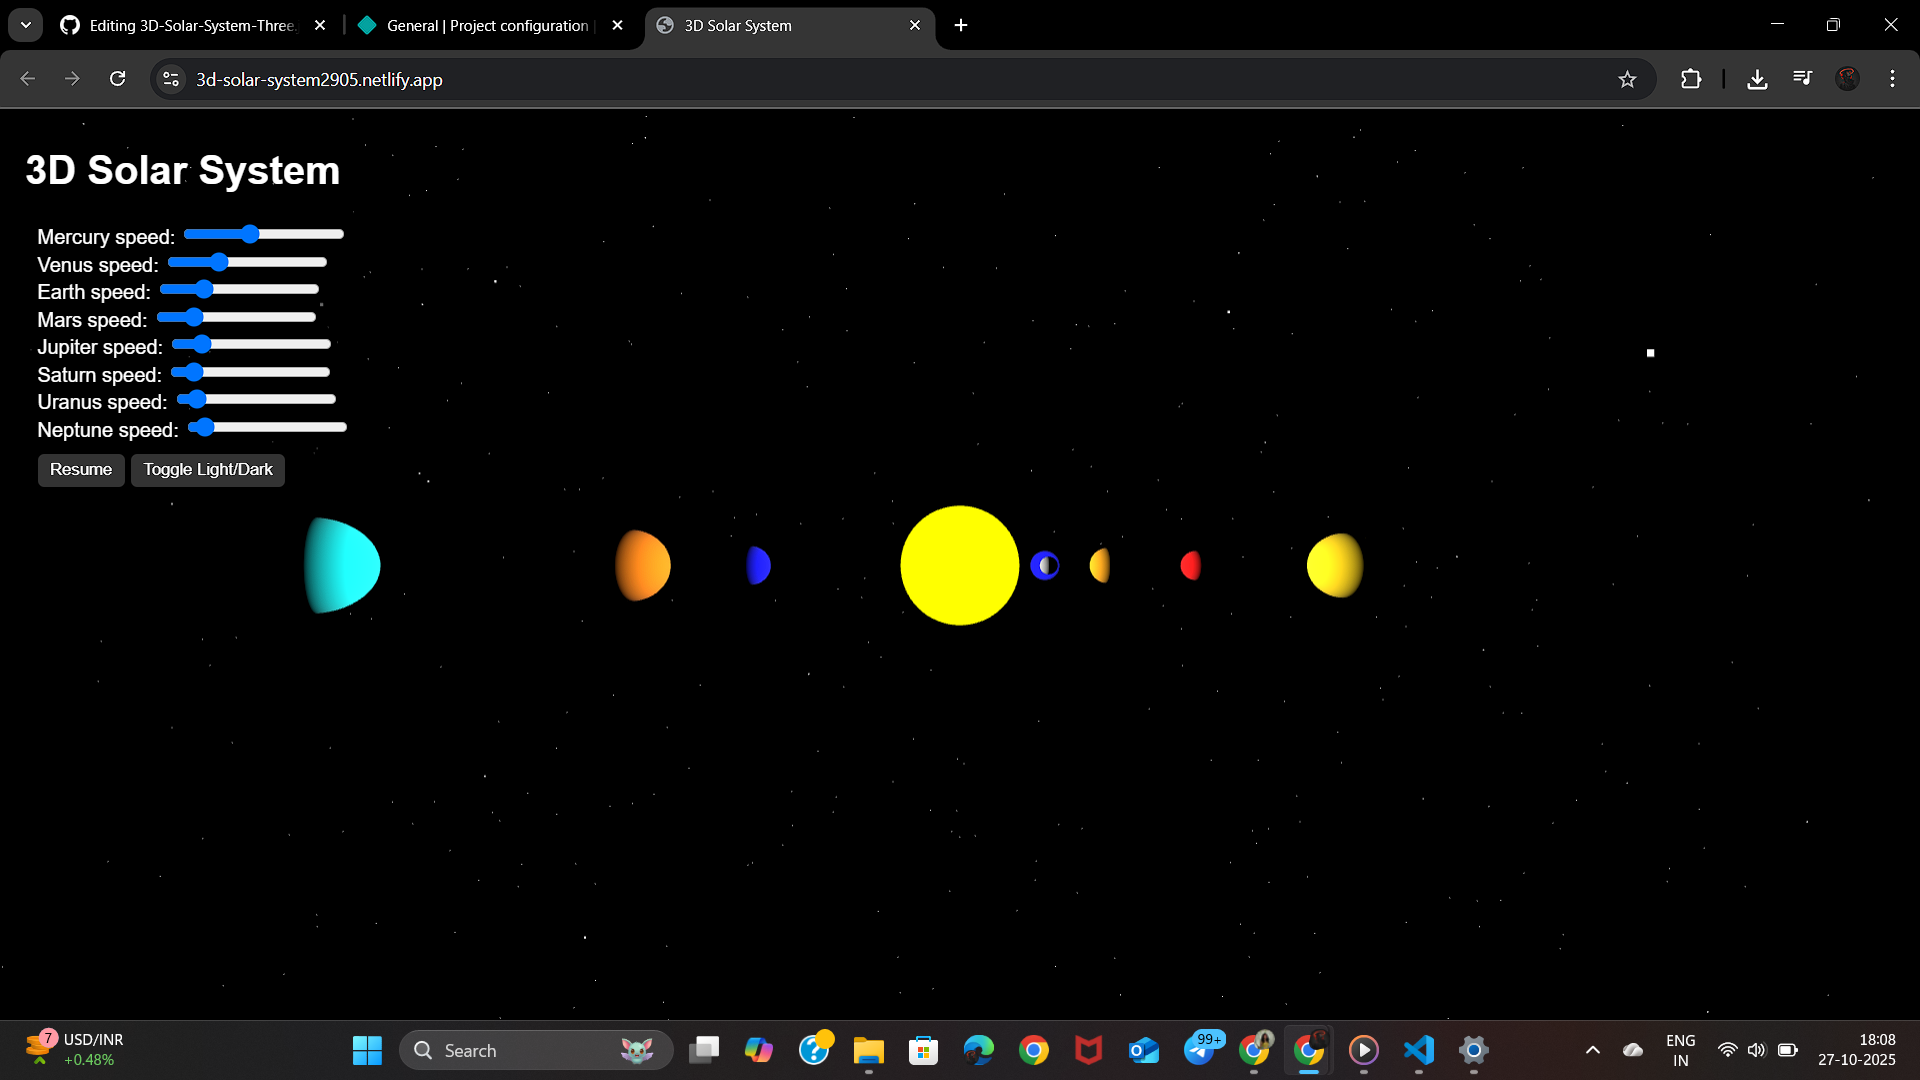 Editing 3D-Solar-System-Three.
General | Project configuration
3D Solar System
3d-solar-system2905.netlify.app
3D Solar System
Mercury speed:
Venus speed:
Earth speed:
Mars speed:
Jupiter speed:
Saturn speed:
Uranus speed:
Neptune speed:
Resume
Toggle Light/Dark
7
USD/INR
+0.48%
Search
99+
ENG
IN
18:08
27-10-2025